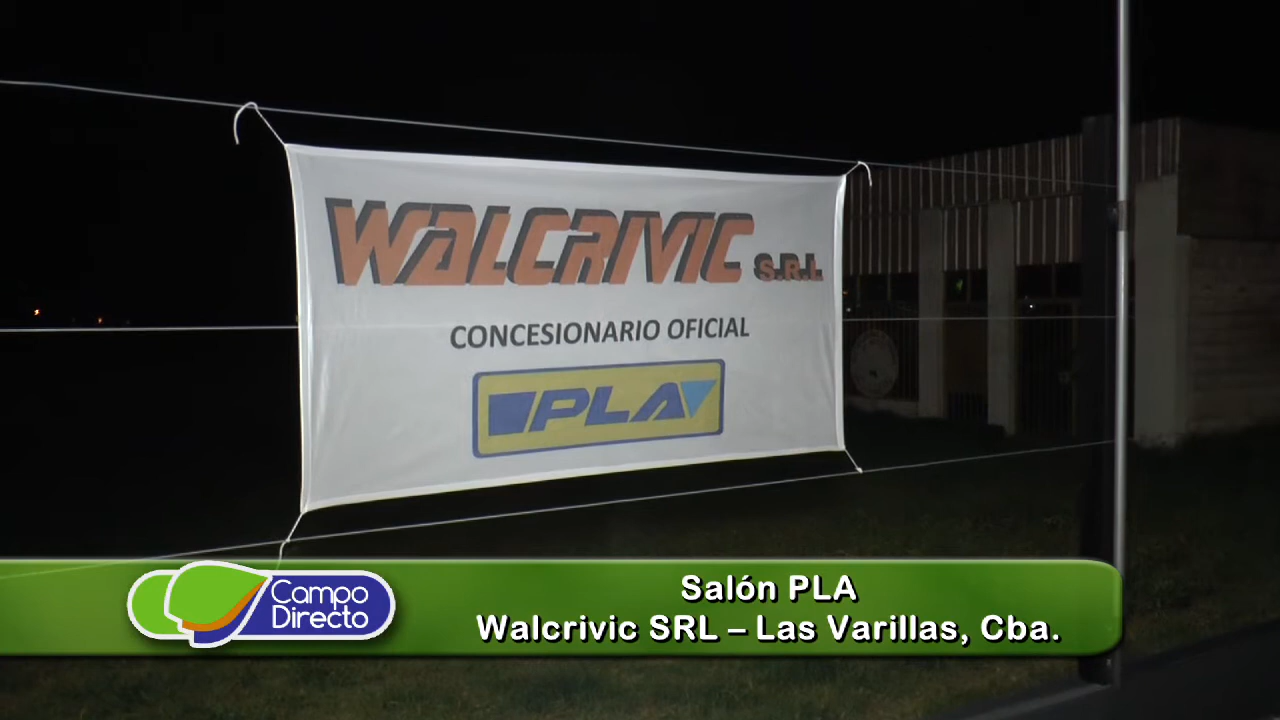 WALCRIVIC S.R.L
CONCESIONARIO OFICIAL
PLA
Campo
Directo
Salón PLA
Walcrivic SRL – Las Varillas, Cba.